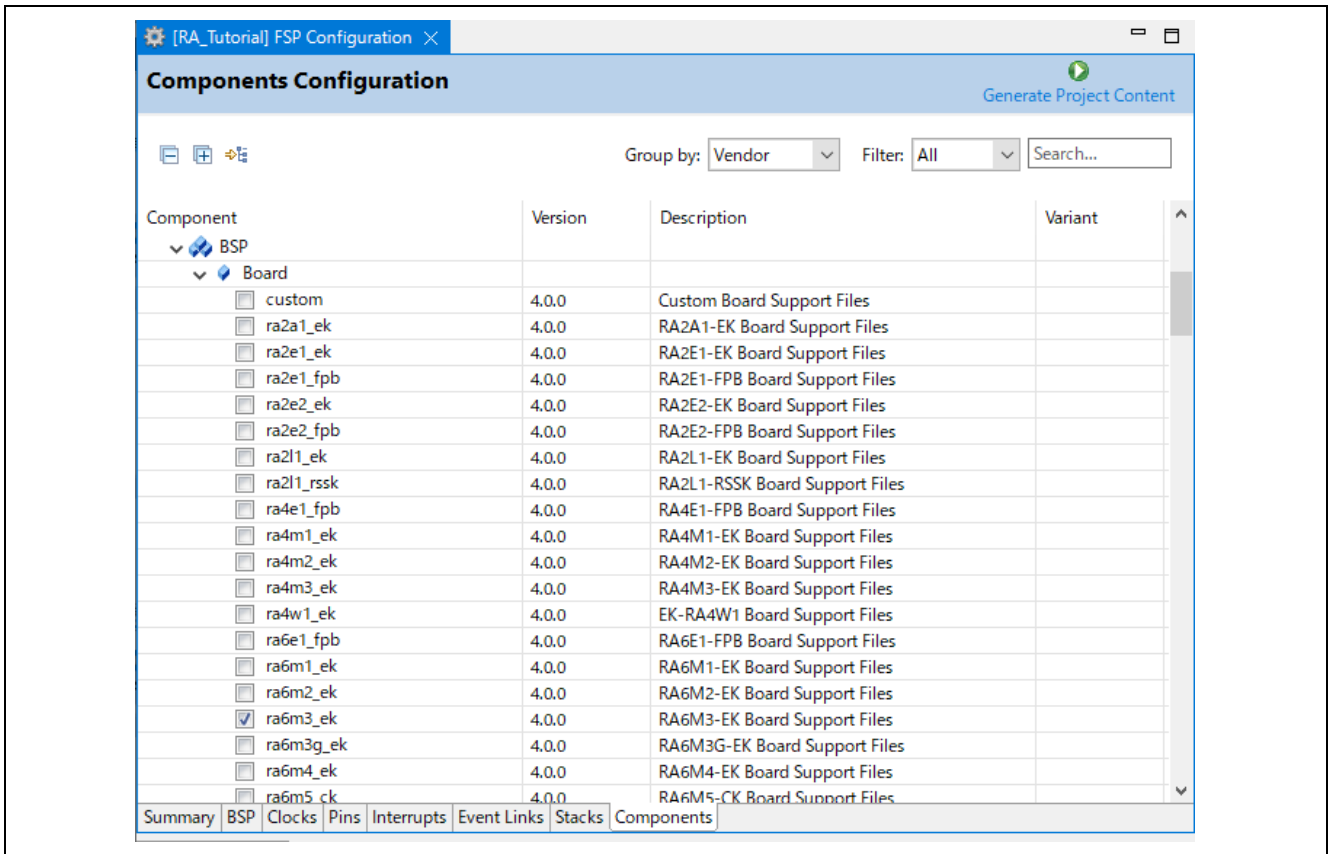 [RA_Tutorial] FSP Configuration
Components Configuration
Generate Project Content
Group by: Vendor Filter: All Search...
Component Version Description Variant
BSP
Board
custom 4.0.0 Custom Board Support Files
ra2a1_ek 4.0.0 RA2A1-EK Board Support Files
ra2e1_ek 4.0.0 RA2E1-EK Board Support Files
ra2e1_fpb 4.0.0 RA2E1-FPB Board Support Files
ra2e2_ek 4.0.0 RA2E2-EK Board Support Files
ra2e2_fpb 4.0.0 RA2E2-FPB Board Support Files
ra2l1_ek 4.0.0 RA2L1-EK Board Support Files
ra2l1_rssk 4.0.0 RA2L1-RSSK Board Support Files
ra4e1_fpb 4.0.0 RA4E1-FPB Board Support Files
ra4m1_ek 4.0.0 RA4M1-EK Board Support Files
ra4m2_ek 4.0.0 RA4M2-EK Board Support Files
ra4m3_ek 4.0.0 RA4M3-EK Board Support Files
ra4w1_ek 4.0.0 EK-RA4W1 Board Support Files
ra6e1_fpb 4.0.0 RA6E1-FPB Board Support Files
ra6m1_ek 4.0.0 RA6M1-EK Board Support Files
ra6m2_ek 4.0.0 RA6M2-EK Board Support Files
ra6m3_ek 4.0.0 RA6M3-EK Board Support Files
ra6m3g_ek 4.0.0 RA6M3G-EK Board Support Files
ra6m4_ek 4.0.0 RA6M4-EK Board Support Files
ra6m5_ck 4.0.0 RA6M5-CK Board Support Files
Summary BSP Clocks Pins Interrupts Event Links Stacks Components